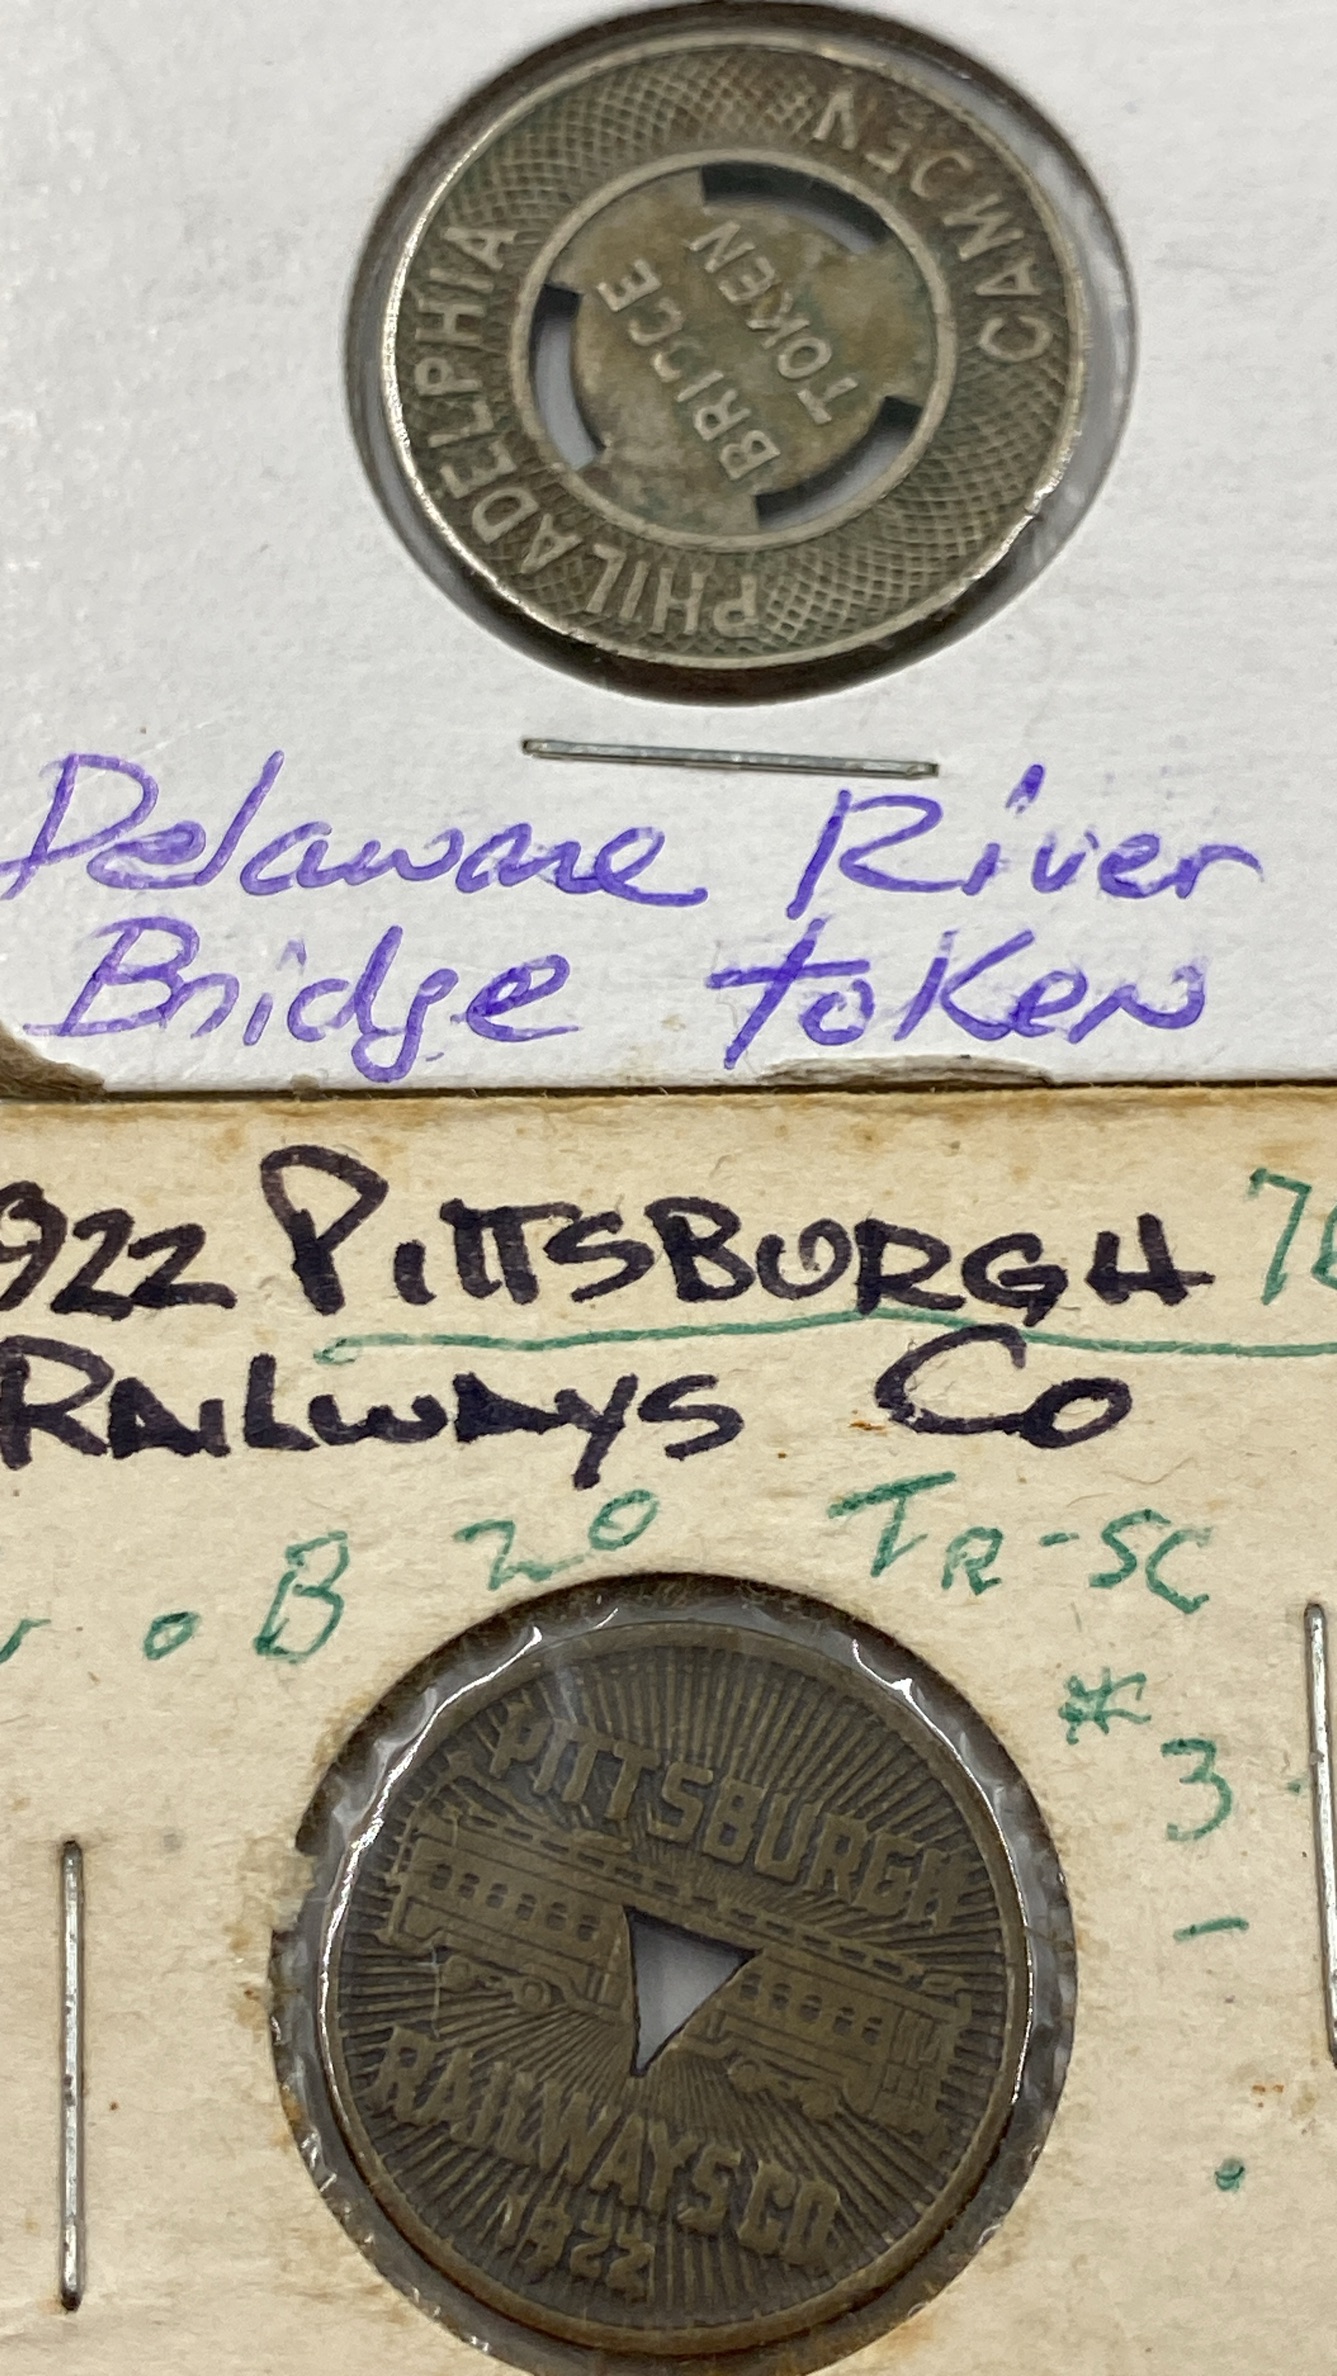 PHILADELPHIA
CAMDEN
BRIDGE
TOKEN
Delaware River
Bridge token
922 PITTSBURGH
RAILWAYS Co
B 20 TR-SC
#3-
PITTSBURGH
RAILWAYS CO.
1922